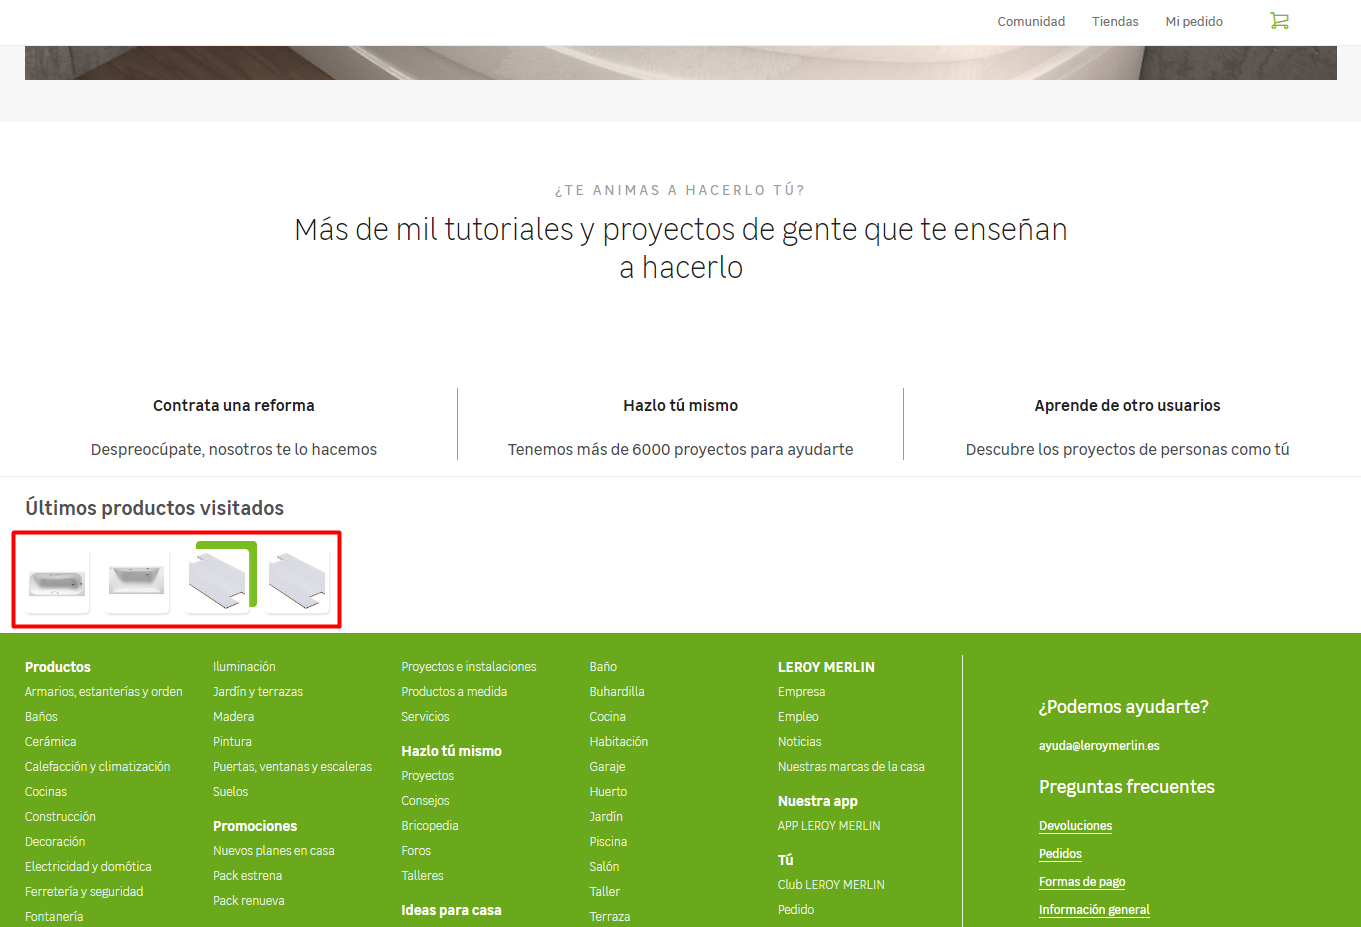 Comunidad Tiendas Mi pedido
¿TE ANIMAS A HACERLO TÚ?
Más de mil tutoriales y proyectos de gente que te enseñan
a hacerlo
Contrata una reforma
Despreocúpate, nosotros te lo hacemos
Hazlo tú mismo
Tenemos más de 6000 proyectos para ayudarte
Aprende de otro usuarios
Descubre los proyectos de personas como tú
Últimos productos visitados
Productos
Armarios, estanterías y orden
Baños
Cerámica
Calefacción y climatización
Cocinas
Construcción
Decoración
Electricidad y domótica
Ferretería y seguridad
Fontanería
Iluminación
Jardín y terrazas
Madera
Pintura
Puertas, ventanas y escaleras
Suelos
Promociones
Nuevos planes en casa
Pack estrena
Pack renueva
Proyectos e instalaciones
Productos a medida
Servicios
Hazlo tú mismo
Proyectos
Consejos
Bricopedia
Foros
Talleres
Ideas para casa
Baño
Buhardilla
Cocina
Habitación
Garaje
Huerto
Jardín
Piscina
Salón
Taller
Terraza
LEROY MERLIN
Empresa
Empleo
Noticias
Nuestras marcas de la casa
Nuestra app
APP LEROY MERLIN
Tú
Club LEROY MERLIN
Pedido
¿Podemos ayudarte?
ayuda@leroymerlin.es
Preguntas frecuentes
Devoluciones
Pedidos
Formas de pago
Información general